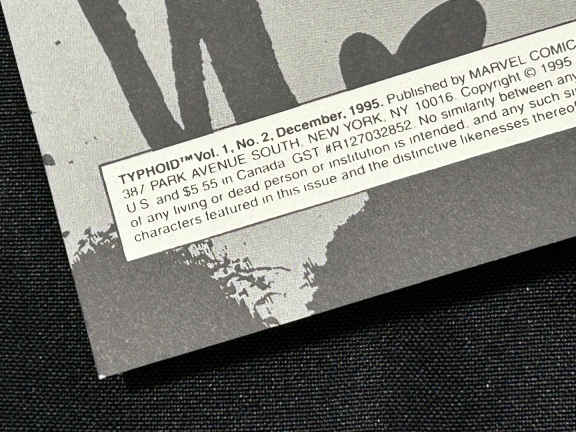 TYPHOID™ Vol. 1, No. 2, December, 1995. Published by MARVEL COMIC
387 PARK AVENUE SOUTH, NEW YORK, NY, 10016. Copyright © 1995
U.S. and $5.55 in Canada. GST #R127032852. No similarity between any
of any living or dead person or institution is intended, and any such
characters featured in this issue and the distinctive likenesses thereo